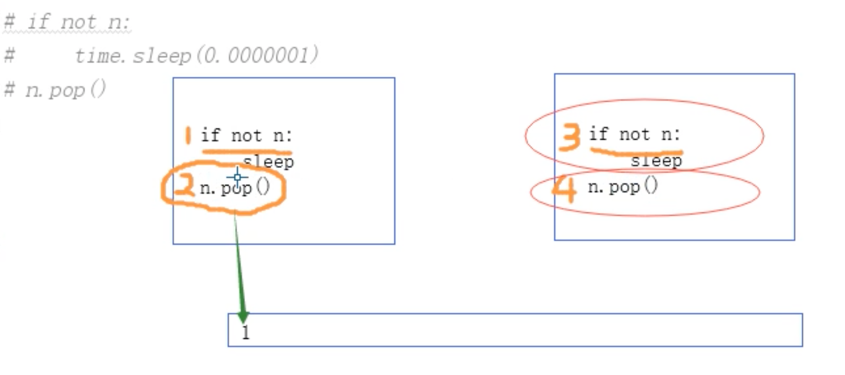 # if not n:
#     time.sleep(0.0000001)
# n.pop()
1 if not n:
sleep
2 n.pop()
3 if not n:
sleep
4 n.pop()
1